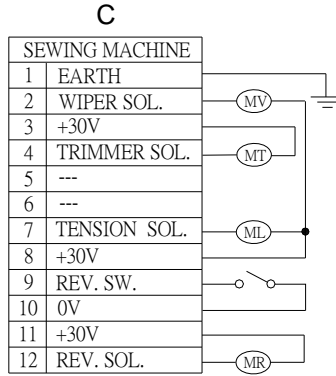 C
SEWING MACHINE
1 EARTH
2 WIPER SOL. MV
3 +30V
4 TRIMMER SOL. MT
5 ---
6 ---
7 TENSION SOL. ML
8 +30V
9 REV. SW.
10 0V
11 +30V
12 REV. SOL. MR